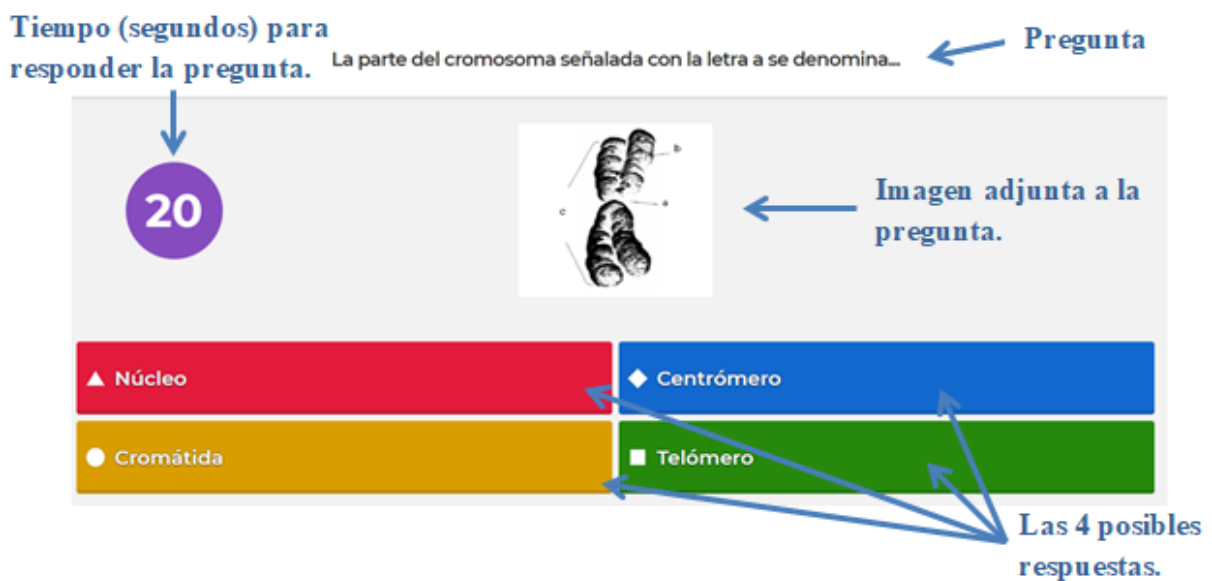 Tiempo (segundos) para
responder la pregunta.
La parte del cromosoma señalada con la letra a se denomina...
Pregunta
20
b
a
c
Imagen adjunta a la
pregunta.
Núcleo
Centrómero
Cromátida
Telómero
Las 4 posibles
respuestas.